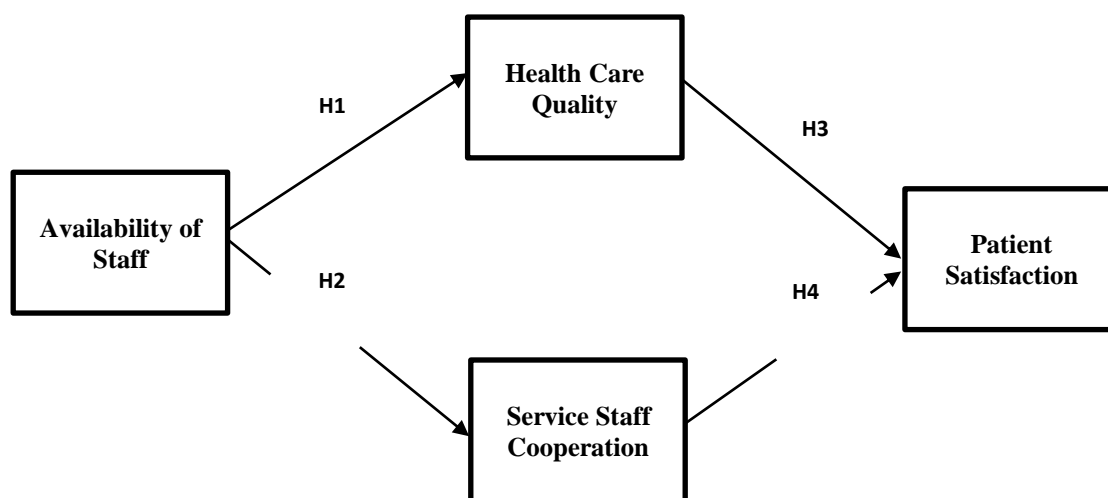 Health Care
Quality
H1
H3
Availability of
Staff
Patient
Satisfaction
H2
H4
Service Staff
Cooperation